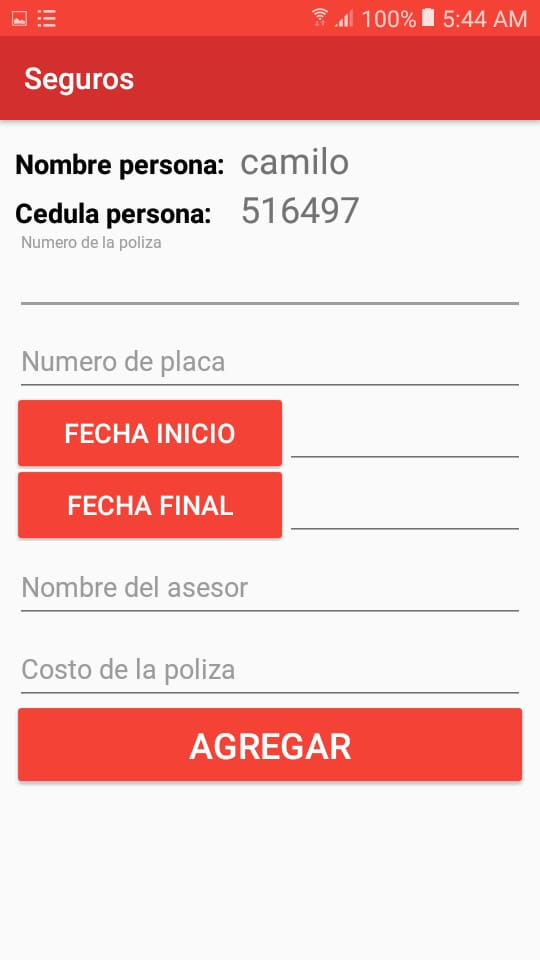 100% 5:44 AM
Seguros
Nombre persona: camilo
Cedula persona: 516497
Numero de la poliza
Numero de placa
FECHA INICIO
FECHA FINAL
Nombre del asesor
Costo de la poliza
AGREGAR